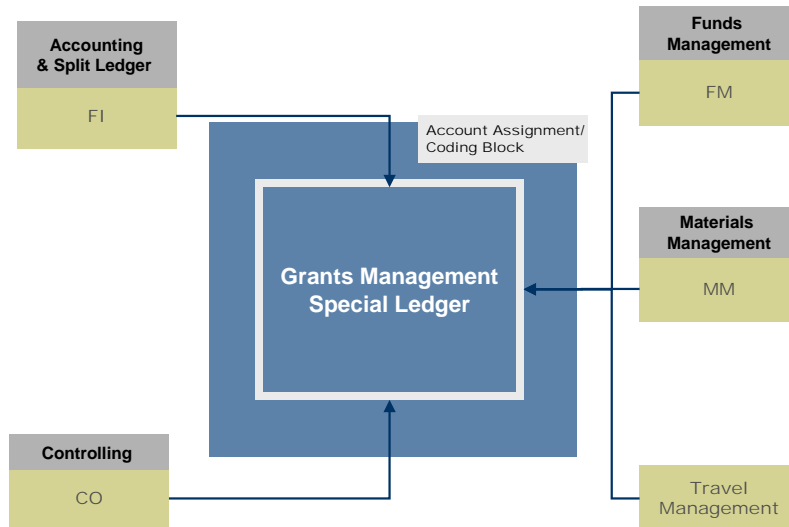 Accounting
& Split Ledger
FI
Funds
Management
FM
Account Assignment/
Coding Block
Materials
Management
MM
Grants Management
Special Ledger
Controlling
CO
Travel
Management